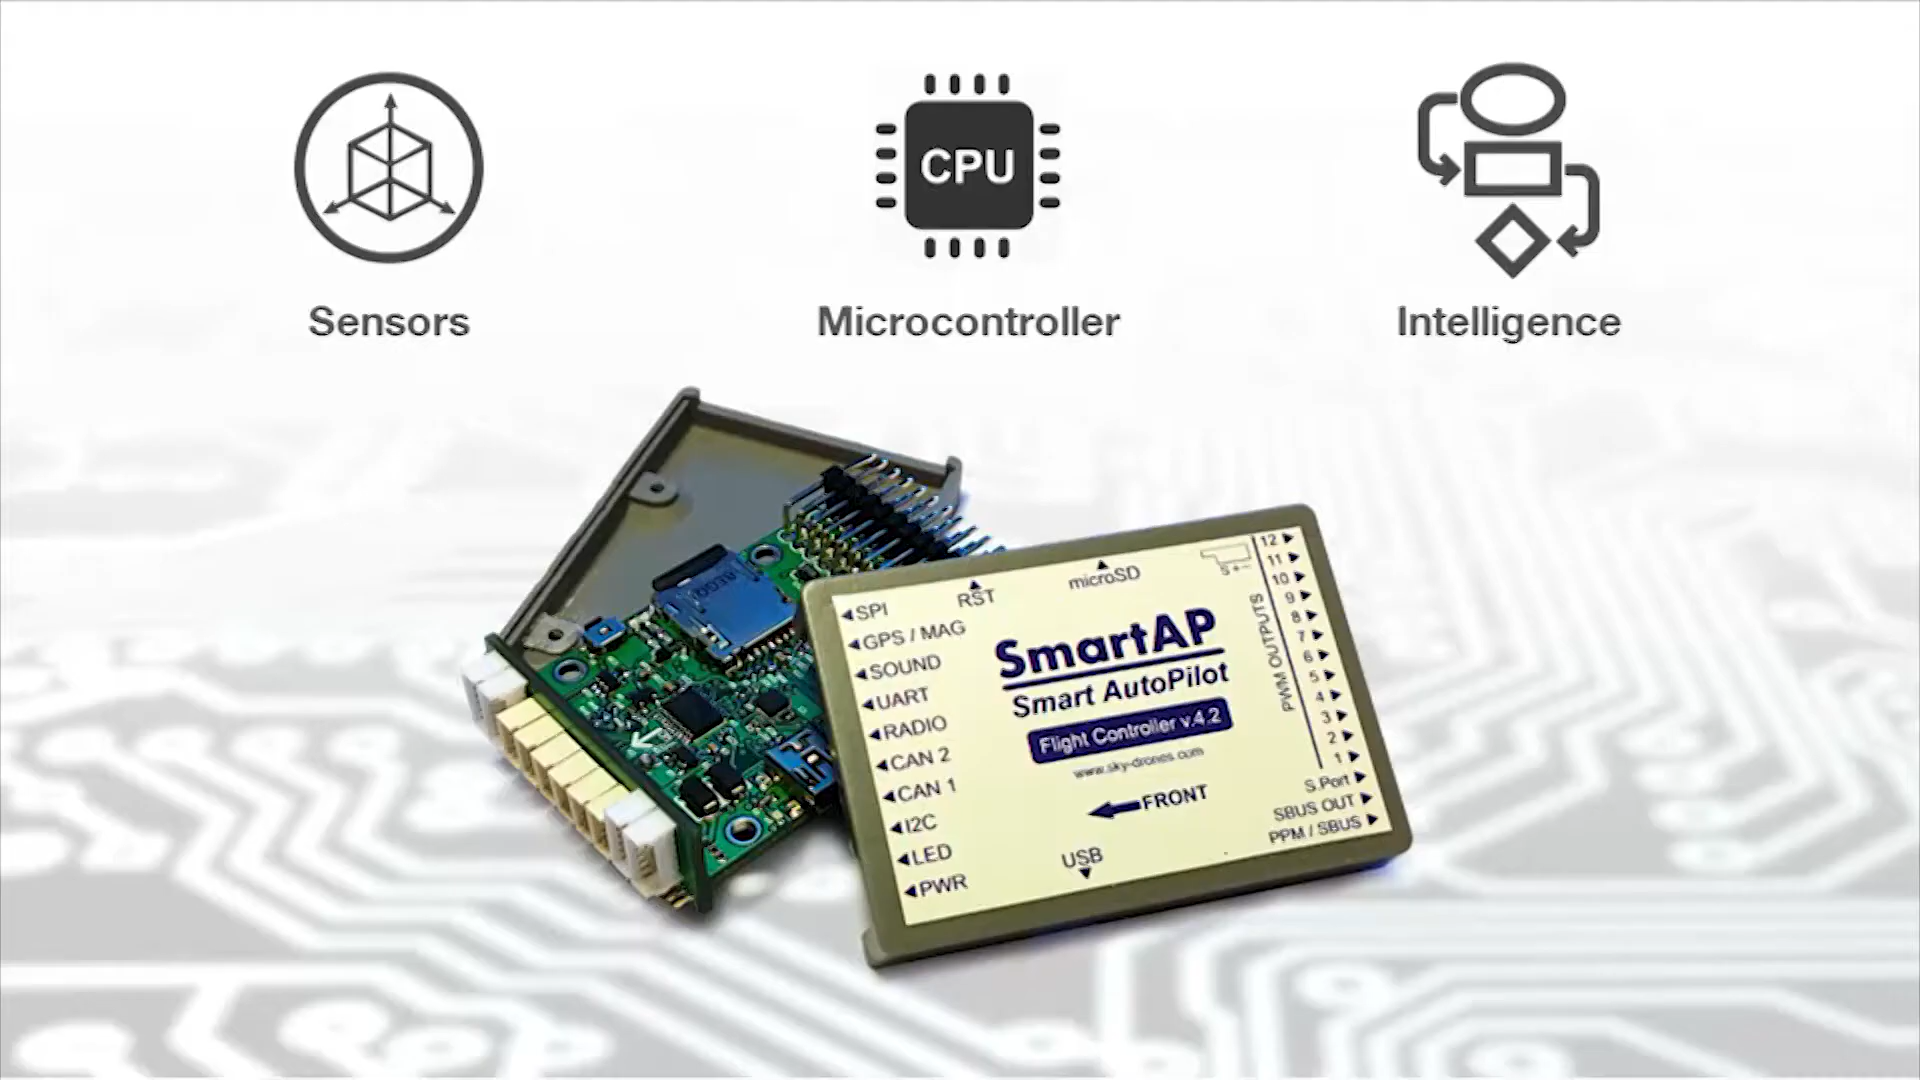 CPU
Sensors
Microcontroller
Intelligence
SPI
GPS / MAG
SOUND
UART
RADIO
CAN 2
CAN 1
I2C
LED
PWR
RST
microSD
S + −
SmartAP
Smart AutoPilot
Flight Controller v.4.2
www.sky-drones.com
FRONT
USB
PWM OUTPUTS
12
11
10
9
8
7
6
5
4
3
2
1
S.Port
SBUS OUT
PPM / SBUS